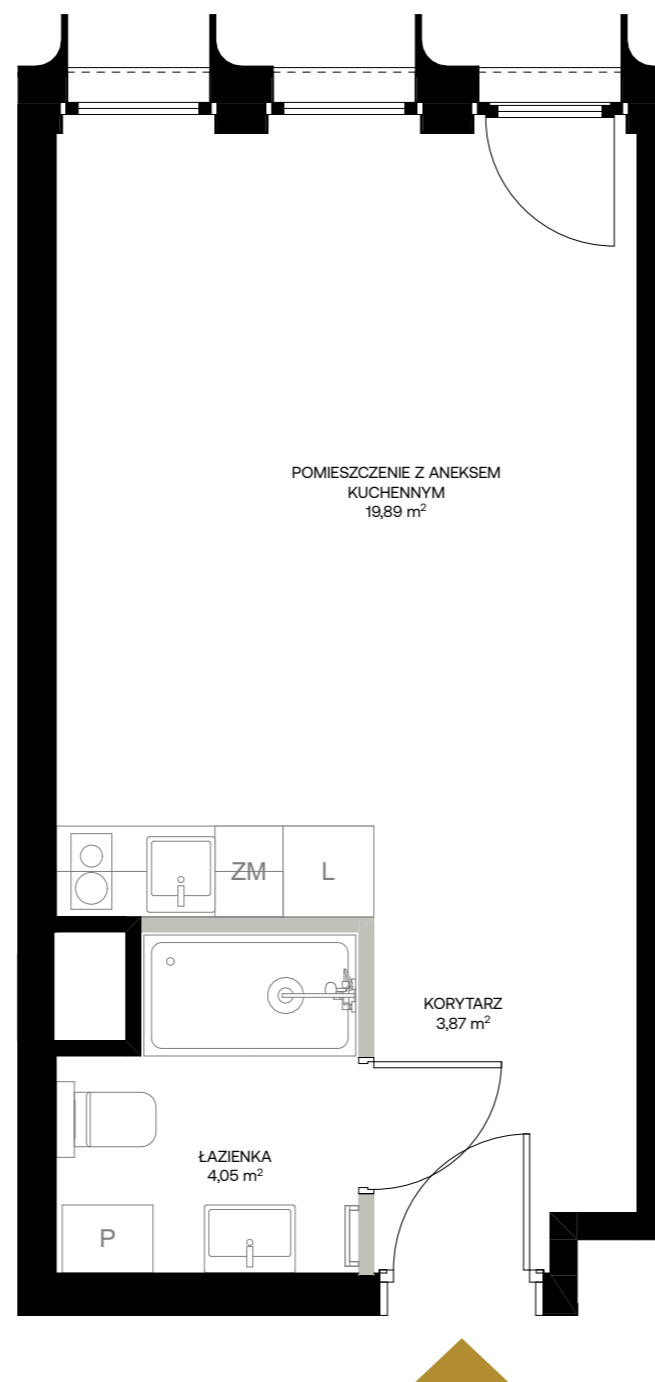 POMIESZCZENIE Z ANEKSEM
KUCHENNYM
19,89 m²
ZM
L
KORYTARZ
3,87 m²
ŁAZIENKA
4,05 m²
P